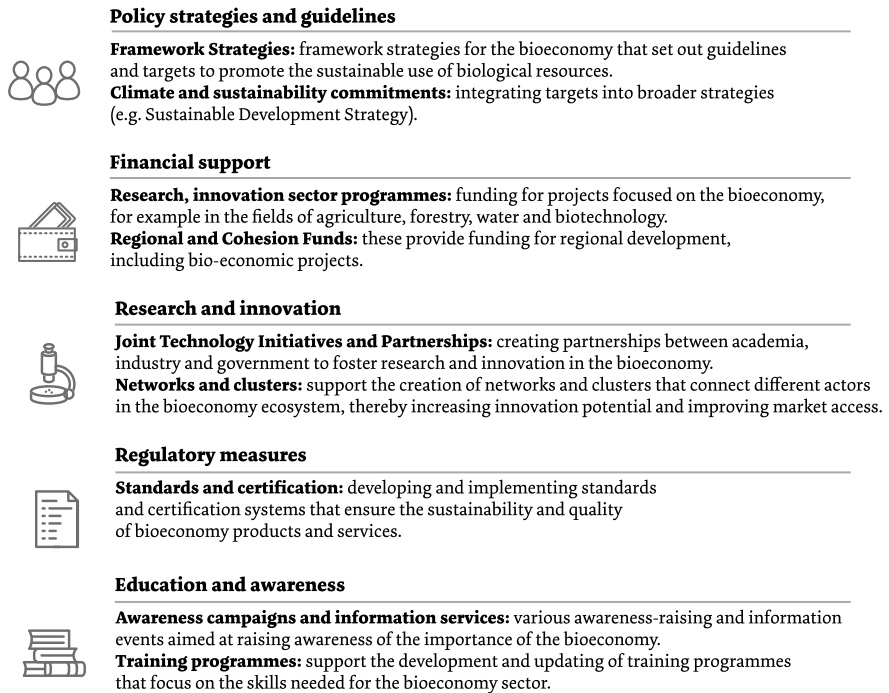 Policy strategies and guidelines
Framework Strategies: framework strategies for the bioeconomy that set out guidelines
and targets to promote the sustainable use of biological resources.
Climate and sustainability commitments: integrating targets into broader strategies
(e.g. Sustainable Development Strategy).
Financial support
Research, innovation sector programmes: funding for projects focused on the bioeconomy,
for example in the fields of agriculture, forestry, water and biotechnology.
Regional and Cohesion Funds: these provide funding for regional development,
including bio-economic projects.
Research and innovation
Joint Technology Initiatives and Partnerships: creating partnerships between academia,
industry and government to foster research and innovation in the bioeconomy.
Networks and clusters: support the creation of networks and clusters that connect different actors
in the bioeconomy ecosystem, thereby increasing innovation potential and improving market access.
Regulatory measures
Standards and certification: developing and implementing standards
and certification systems that ensure the sustainability and quality
of bioeconomy products and services.
Education and awareness
Awareness campaigns and information services: various awareness-raising and information
events aimed at raising awareness of the importance of the bioeconomy.
Training programmes: support the development and updating of training programmes
that focus on the skills needed for the bioeconomy sector.